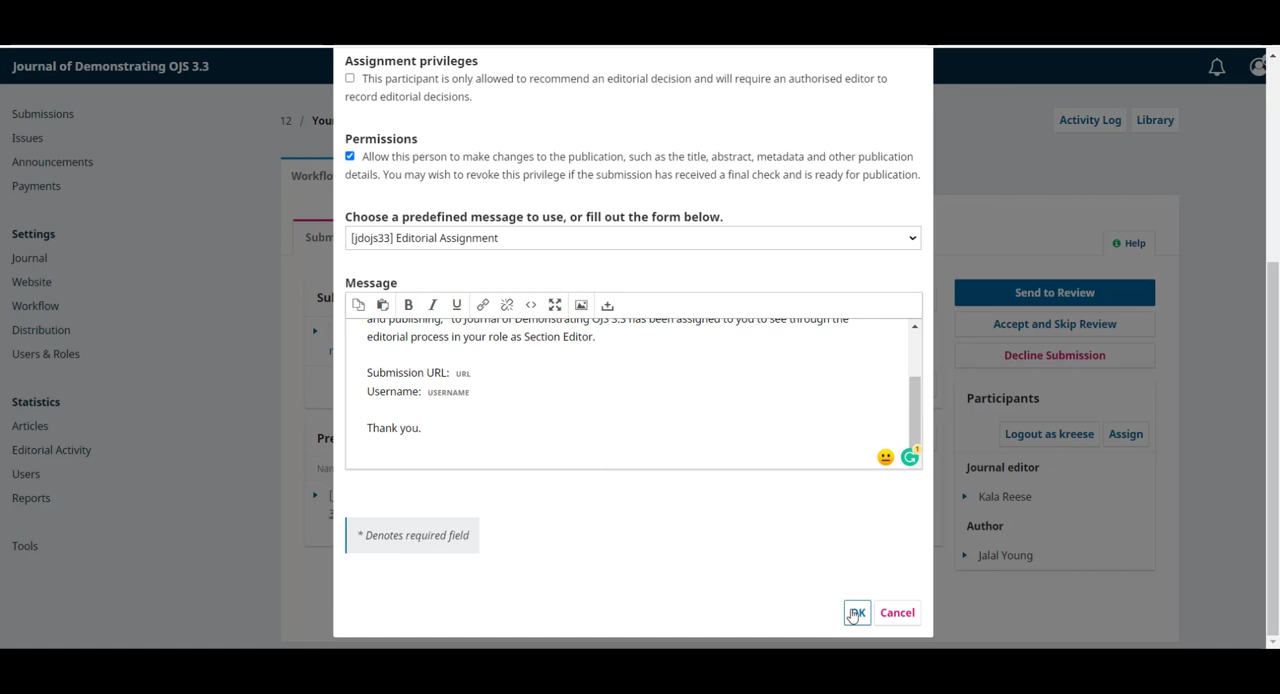 Journal of Demonstrating OJS 3.3
Submissions
Issues
Announcements
Payments
Settings
Journal
Website
Workflow
Distribution
Users & Roles
Statistics
Articles
Editorial Activity
Users
Reports
Tools
12 / Your
Activity Log
Library
Workflo
Subm
Help
Su
Pre
Nam
Assignment privileges
This participant is only allowed to recommend an editorial decision and will require an authorised editor to
record editorial decisions.
Permissions
Allow this person to make changes to the publication, such as the title, abstract, metadata and other publication
details. You may wish to revoke this privilege if the submission has received a final check and is ready for publication.
Choose a predefined message to use, or fill out the form below.
[jdojs33] Editorial Assignment
Message
and publishing," to Journal of Demonstrating OJS 3.3 has been assigned to you to see through the
editorial process in your role as Section Editor.
Submission URL: URL
Username: USERNAME
Thank you.
1
* Denotes required field
OK
Cancel
Send to Review
Accept and Skip Review
Decline Submission
Participants
Logout as kreese
Assign
Journal editor
Kala Reese
Author
Jalal Young